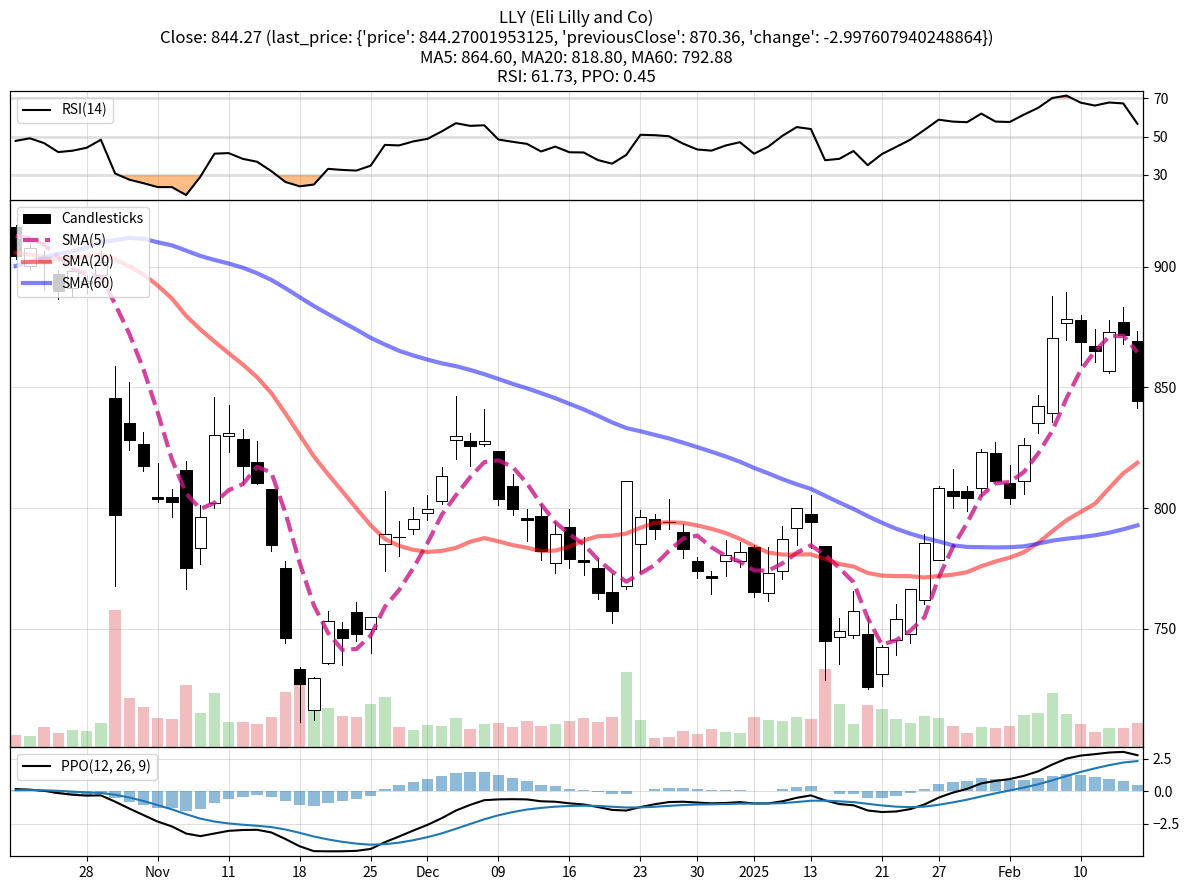 LLY (Eli Lilly and Co)
Close: 844.27 (last_price: {'price': 844.27001953125, 'previousClose': 870.36, 'change': -2.997607940248864})
MA5: 864.60, MA20: 818.80, MA60: 792.88
RSI: 61.73, PPO: 0.45
RSI(14)
70
50
30
Candlesticks
SMA(5)
SMA(20)
SMA(60)
900
850
800
750
PPO(12, 26, 9)
2.5
0.0
−2.5
28 Nov 11 18 25 Dec 09 16 23 30 2025 13 21 27 Feb 10